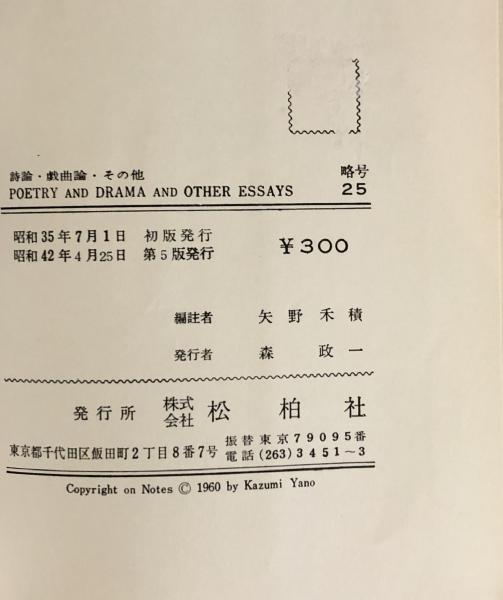 詩論・戯曲論・その他
POETRY AND DRAMA AND OTHER ESSAYS
略号
25
昭和35年7月1日 初版発行
昭和42年4月25日 第5版発行
¥300
編註者 矢野禾積
発行者 森政一
発行所 株式会社 松柏社
東京都千代田区飯田町2丁目8番7号
振替東京79095番
電話(263)3451~3
Copyright on Notes © 1960 by Kazumi Yano